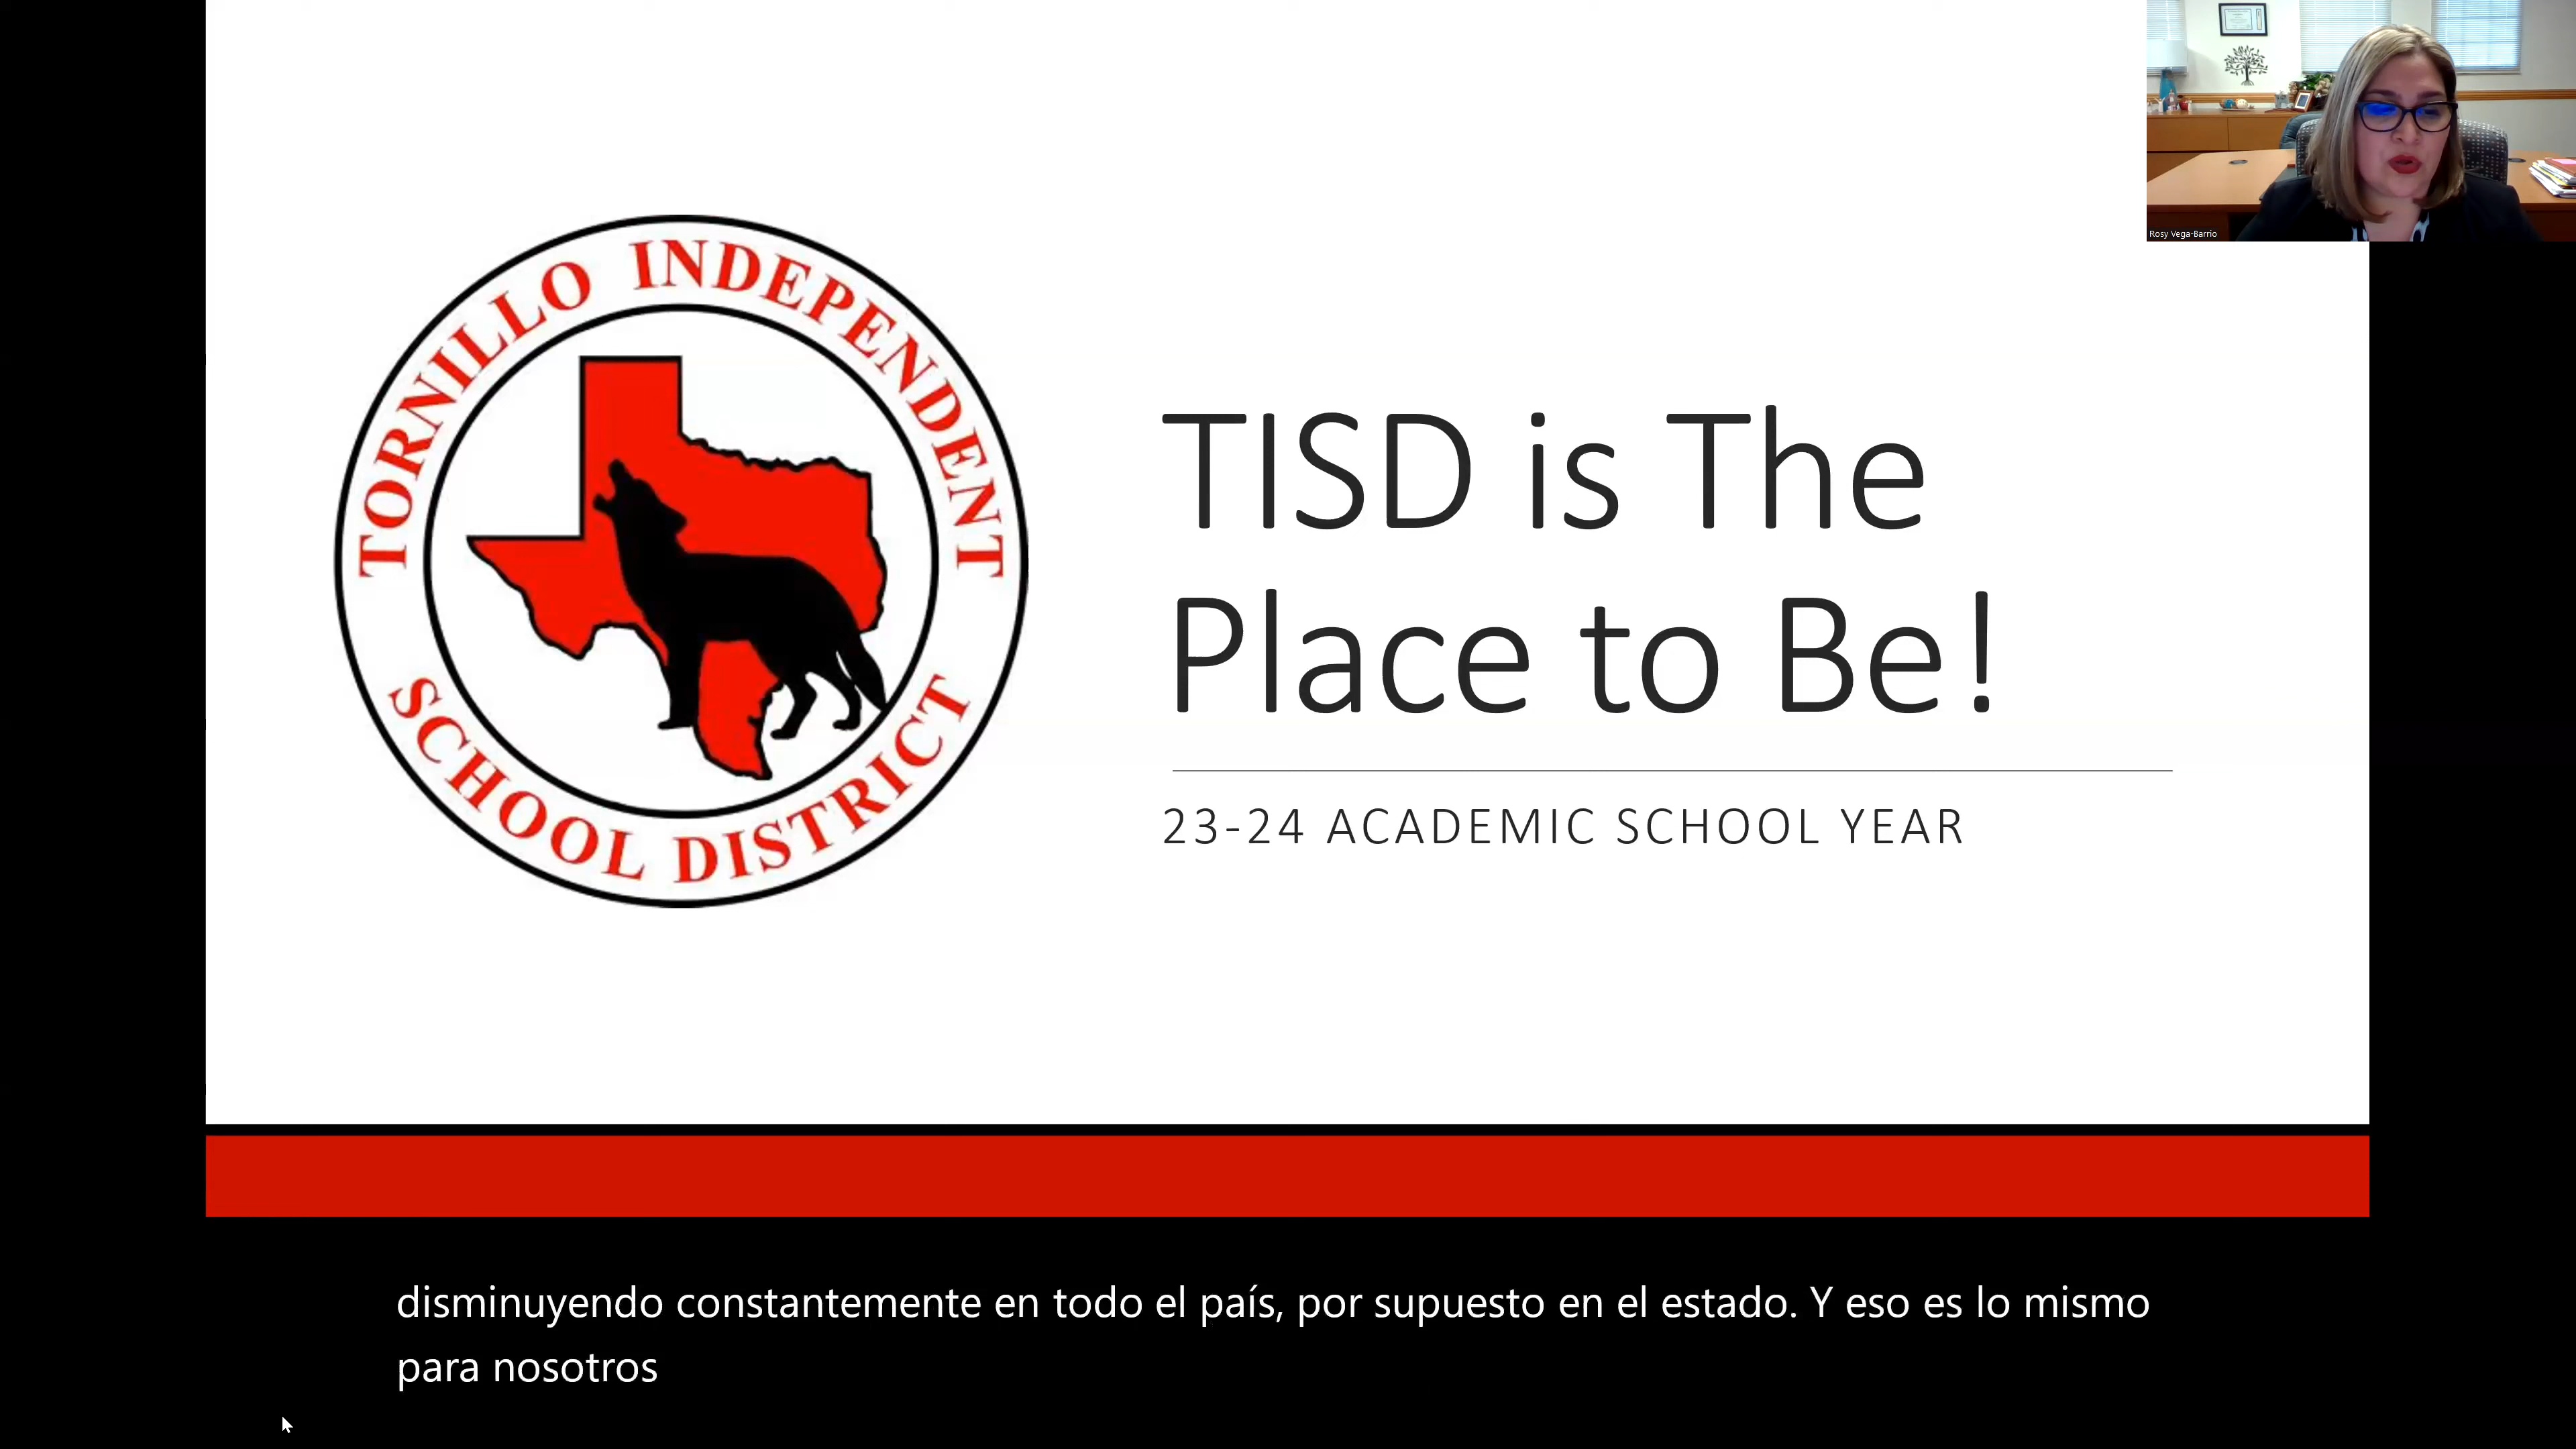 TORNILLO INDEPENDENT
SCHOOL DISTRICT
TISD is The
Place to Be!
23-24 ACADEMIC SCHOOL YEAR
Rosy Vega-Barrio
disminuyendo constantemente en todo el país, por supuesto en el estado. Y eso es lo mismo
para nosotros